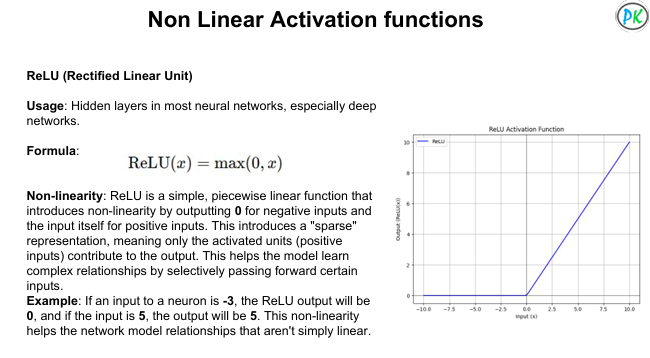 Non Linear Activation functions
PK
ReLU (Rectified Linear Unit)
Usage: Hidden layers in most neural networks, especially deep
networks.
Formula:
ReLU(x) = max(0, x)
Non-linearity: ReLU is a simple, piecewise linear function that
introduces non-linearity by outputting 0 for negative inputs and
the input itself for positive inputs. This introduces a "sparse"
representation, meaning only the activated units (positive
inputs) contribute to the output. This helps the model learn
complex relationships by selectively passing forward certain
inputs.
Example: If an input to a neuron is -3, the ReLU output will be
0, and if the input is 5, the output will be 5. This non-linearity
helps the network model relationships that aren't simply linear.
ReLU Activation Function
ReLU
Output (ReLU(x))
10
8
6
4
2
0
−10.0 −7.5 −5.0 −2.5 0.0 2.5 5.0 7.5 10.0
Input (x)